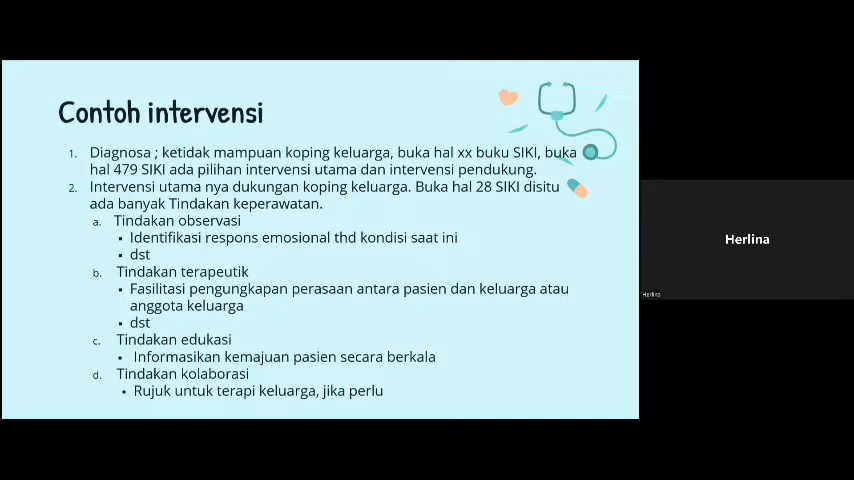 Contoh intervensi
1. Diagnosa ; ketidak mampuan koping keluarga, buka hal xx buku SIKI, buka
hal 479 SIKI ada pilihan intervensi utama dan intervensi pendukung.
2. Intervensi utama nya dukungan koping keluarga. Buka hal 28 SIKI disitu
ada banyak Tindakan keperawatan.
a. Tindakan observasi
▪ Identifikasi respons emosional thd kondisi saat ini
▪ dst
b. Tindakan terapeutik
▪ Fasilitasi pengungkapan perasaan antara pasien dan keluarga atau
anggota keluarga
▪ dst
c. Tindakan edukasi
▪ Informasikan kemajuan pasien secara berkala
d. Tindakan kolaborasi
▪ Rujuk untuk terapi keluarga, jika perlu
Herlina
Herlina